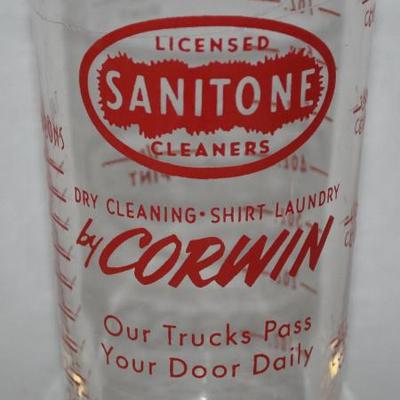 LICENSED
SANITONE
CLEANERS
DRY CLEANING • SHIRT LAUNDRY
by CORWIN
Our Trucks Pass
Your Door Daily